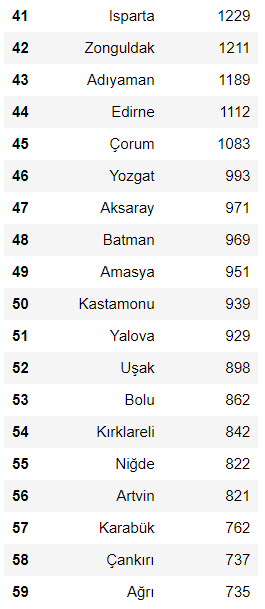 41 Isparta 1229
42 Zonguldak 1211
43 Adıyaman 1189
44 Edirne 1112
45 Çorum 1083
46 Yozgat 993
47 Aksaray 971
48 Batman 969
49 Amasya 951
50 Kastamonu 939
51 Yalova 929
52 Uşak 898
53 Bolu 862
54 Kırklareli 842
55 Niğde 822
56 Artvin 821
57 Karabük 762
58 Çankırı 737
59 Ağrı 735